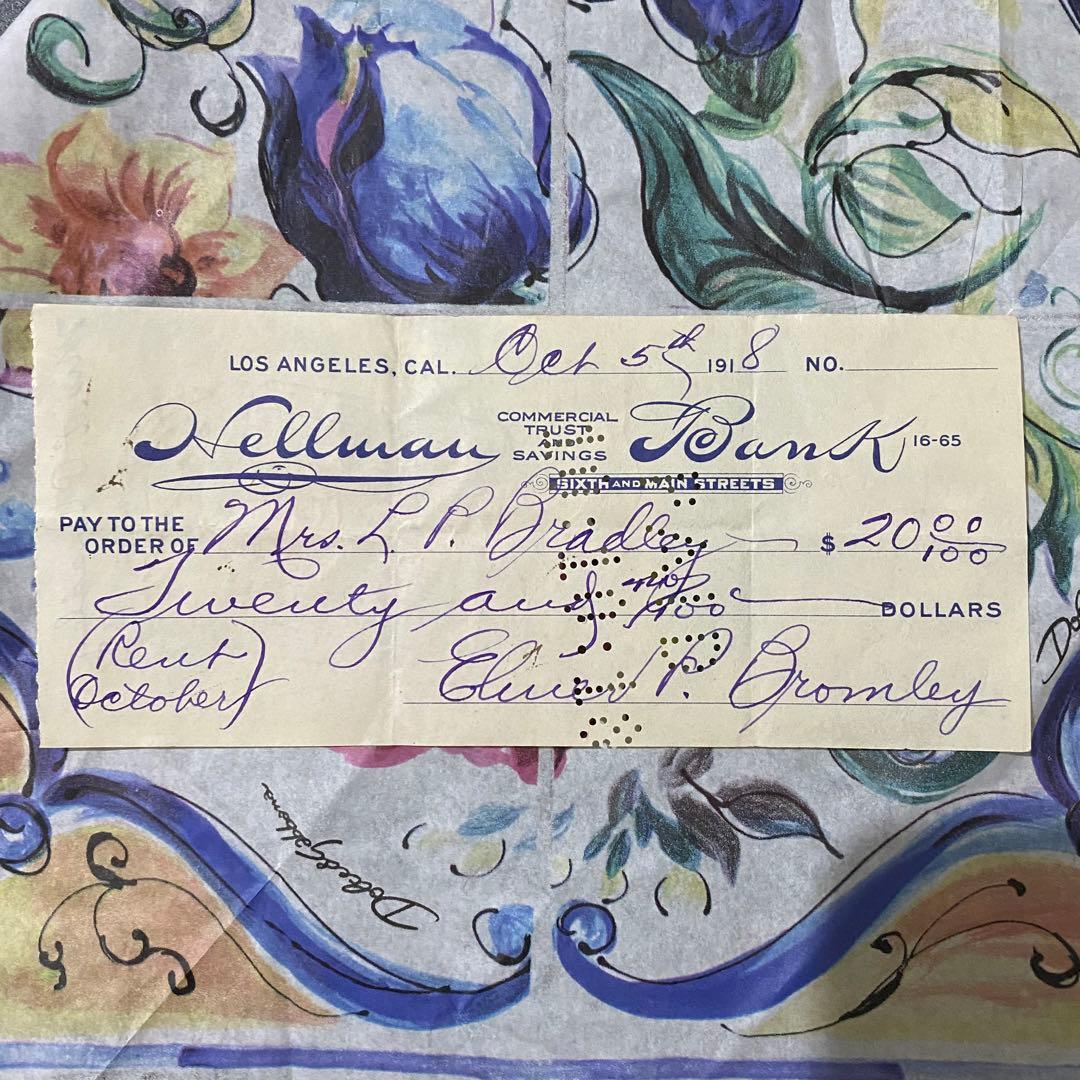 LOS ANGELES, CAL. Oct 5th 1918 NO.
Hellman COMMERCIAL TRUST AND SAVINGS Bank 16-65
SIXTH AND MAIN STREETS
PAY TO THE ORDER OF Mrs. L. P. Bradley $ 20 00/100
Twenty and no/100 DOLLARS
(Rent October)
Elmer P. Bromley